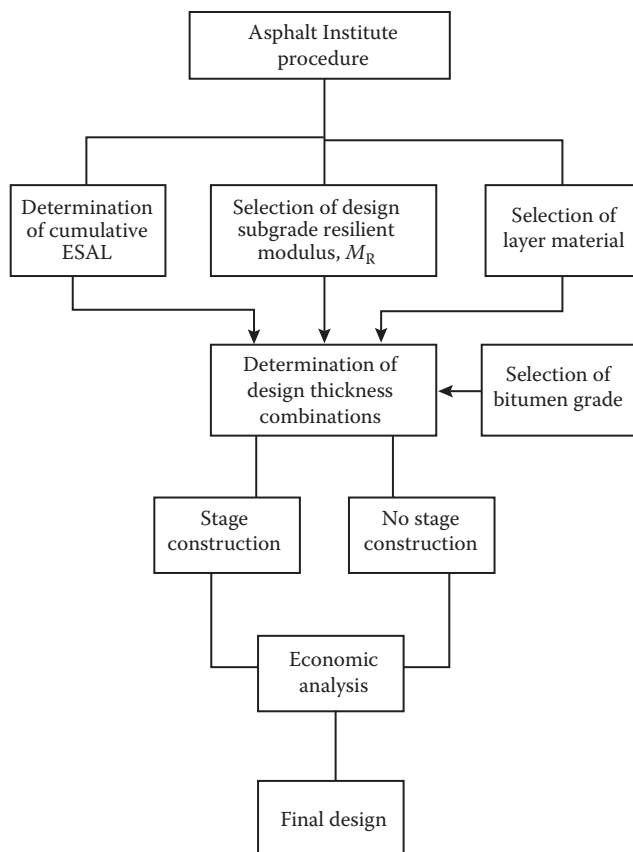 Asphalt Institute
procedure
Determination
of cumulative
ESAL
Selection of design
subgrade resilient
modulus, M_R
Selection of
layer material
Determination of
design thickness
combinations
Selection of
bitumen grade
Stage
construction
No stage
construction
Economic
analysis
Final design